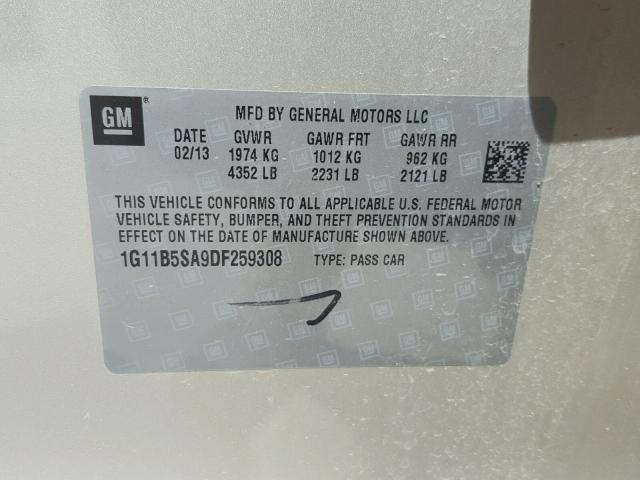 GM ®
MFD BY GENERAL MOTORS LLC
DATE GVWR GAWR FRT GAWR RR
02/13 1974 KG 1012 KG 962 KG
4352 LB 2231 LB 2121 LB
THIS VEHICLE CONFORMS TO ALL APPLICABLE U.S. FEDERAL MOTOR
VEHICLE SAFETY, BUMPER, AND THEFT PREVENTION STANDARDS IN
EFFECT ON THE DATE OF MANUFACTURE SHOWN ABOVE.
1G11B5SA9DF259308 TYPE: PASS CAR